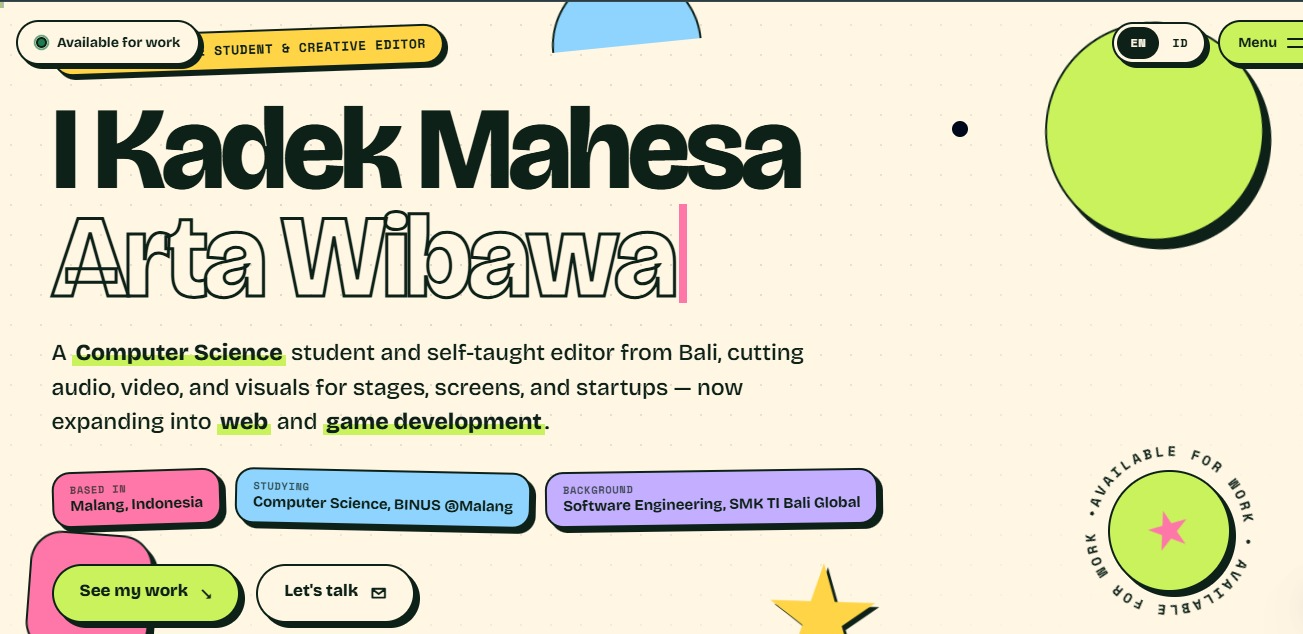 Available for work
STUDENT & CREATIVE EDITOR
EN ID
Menu
I Kadek Mahesa
Arta Wibawa
A Computer Science student and self-taught editor from Bali, cutting
audio, video, and visuals for stages, screens, and startups — now
expanding into web and game development.
BASED IN
Malang, Indonesia
STUDYING
Computer Science, BINUS @Malang
BACKGROUND
Software Engineering, SMK TI Bali Global
See my work ↘
Let's talk
AVAILABLE FOR WORK • AVAILABLE FOR WORK •